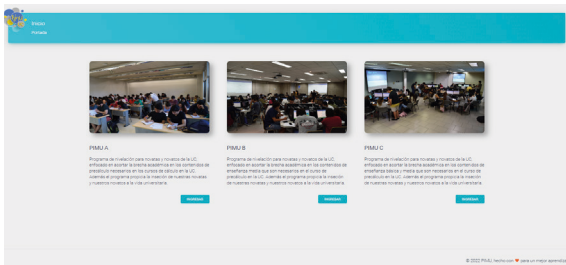 Inicio
Portada
PIMU A
Programa de nivelación para novatas y novatos de la UC,
enfocado en acortar la brecha académica en los contenidos de
precálculo necesarios en los cursos de cálculo en la UC.
Además el programa propicia la inserción de nuestras novatas
y nuestros novatos a la vida universitaria.
INGRESAR
PIMU B
Programa de nivelación para novatas y novatos de la UC,
enfocado en acortar la brecha académica en los contenidos de
enseñanza media que son necesarios en el curso de
precálculo en la UC. Además el programa propicia la inserción
de nuestras novatas y nuestros novatos a la vida universitaria.
INGRESAR
PIMU C
Programa de nivelación para novatas y novatos de la UC,
enfocado en acortar la brecha académica en los contenidos de
enseñanza básica y media que son necesarios en el curso de
precálculo en la UC. Además el programa propicia la inserción
de nuestras novatas y nuestros novatos a la vida universitaria.
INGRESAR
© 2022 PIMU, hecho con ❤ para un mejor aprendiz